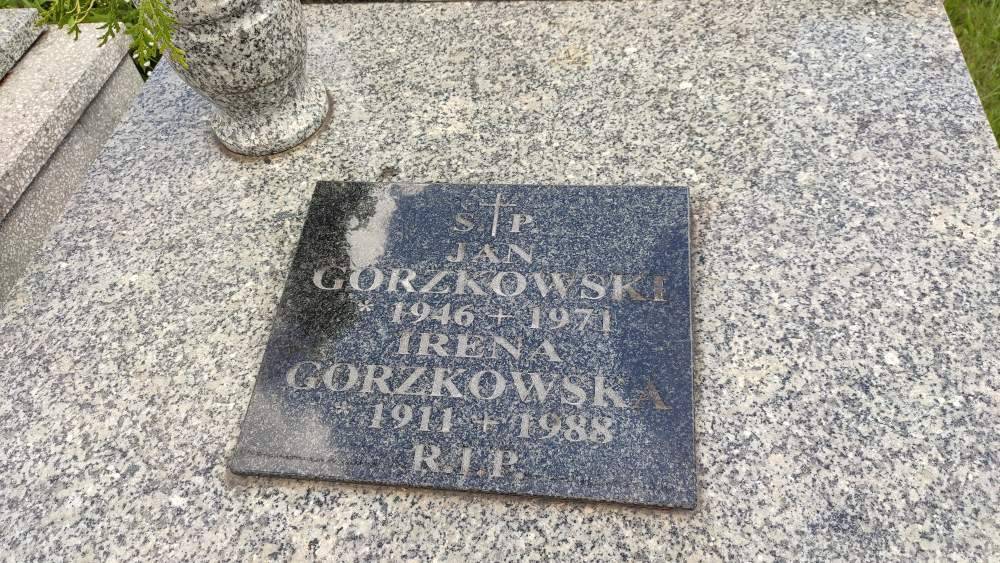 Ś † P.
JAN
GORZKOWSKI
* 1946 + 1971
IRENA
GORZKOWSKA
* 1911 + 1988
R.I.P.